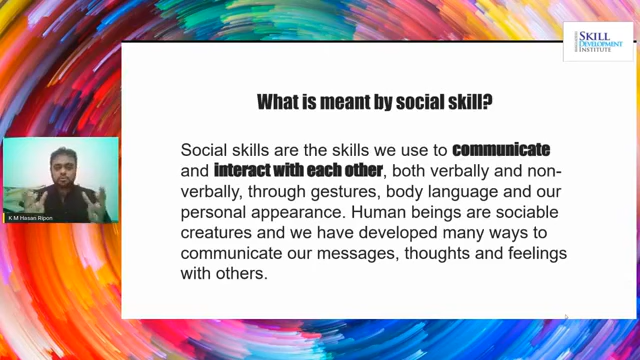 SKILL
DEVELOPMENT
INSTITUTE
What is meant by social skill?
Social skills are the skills we use to communicate
and interact with each other, both verbally and non-
verbally, through gestures, body language and our
personal appearance. Human beings are sociable
creatures and we have developed many ways to
communicate our messages, thoughts and feelings
with others.
K M Hasan Ripon